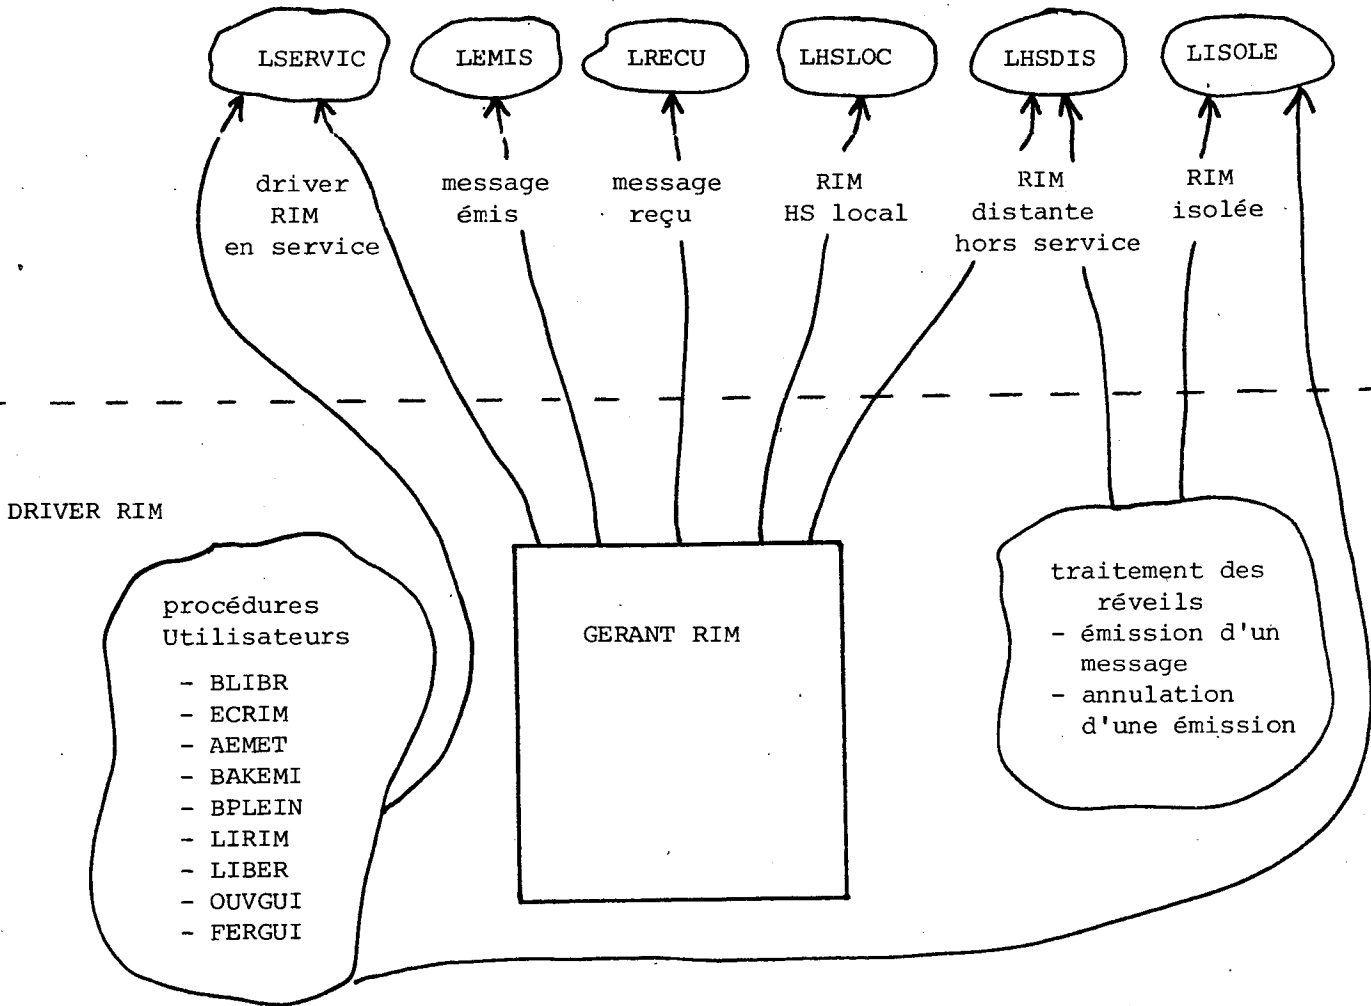 LSERVIC
LEMIS
LRECU
LHSLOC
LHSDIS
LISOLE
driver
RIM
en service
message
émis
message
reçu
RIM
HS local
RIM
distante
hors service
RIM
isolée
DRIVER RIM
procédures
Utilisateurs
- BLIBR
- ECRIM
- AEMET
- BAKEMI
- BPLEIN
- LIRIM
- LIBER
- OUVGUI
- FERGUI
GERANT RIM
traitement des
réveils
- émission d'un
message
- annulation
d'une émission